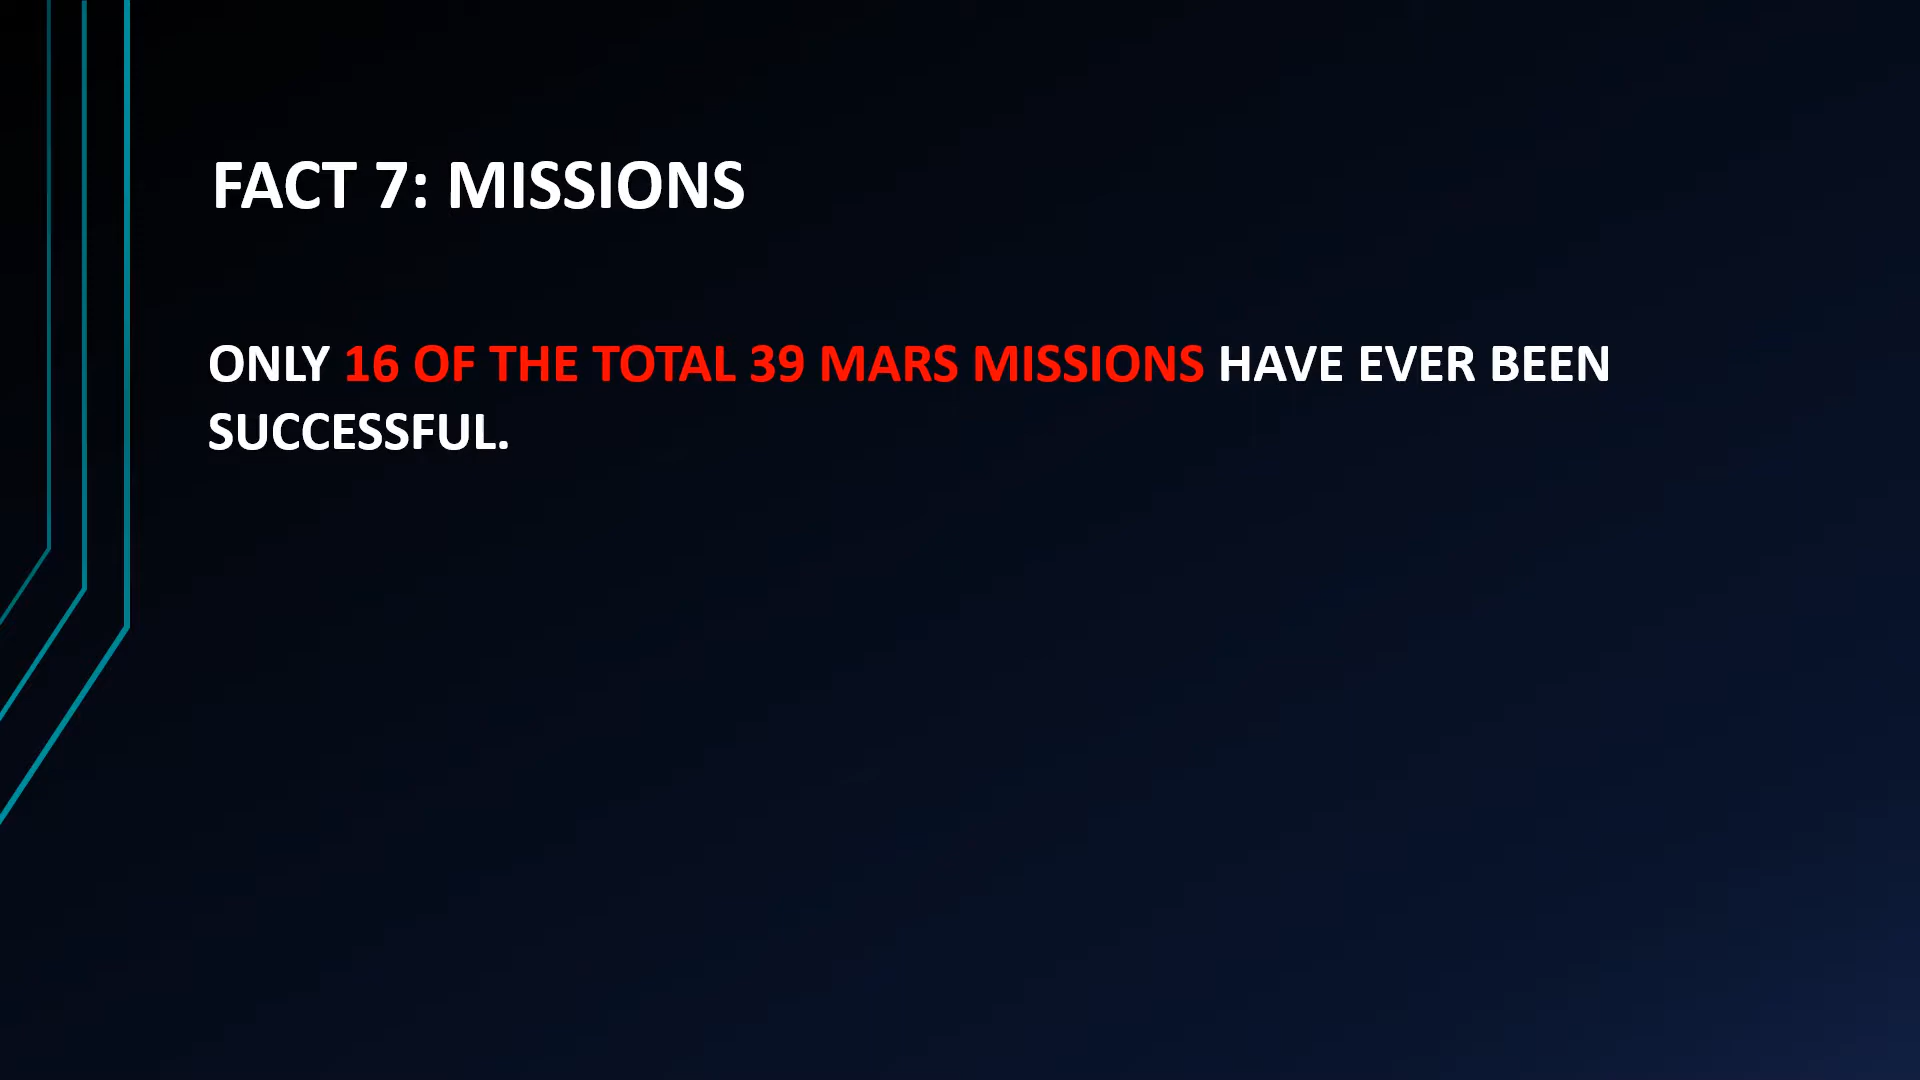 FACT 7: MISSIONS
ONLY 16 OF THE TOTAL 39 MARS MISSIONS HAVE EVER BEEN
SUCCESSFUL.